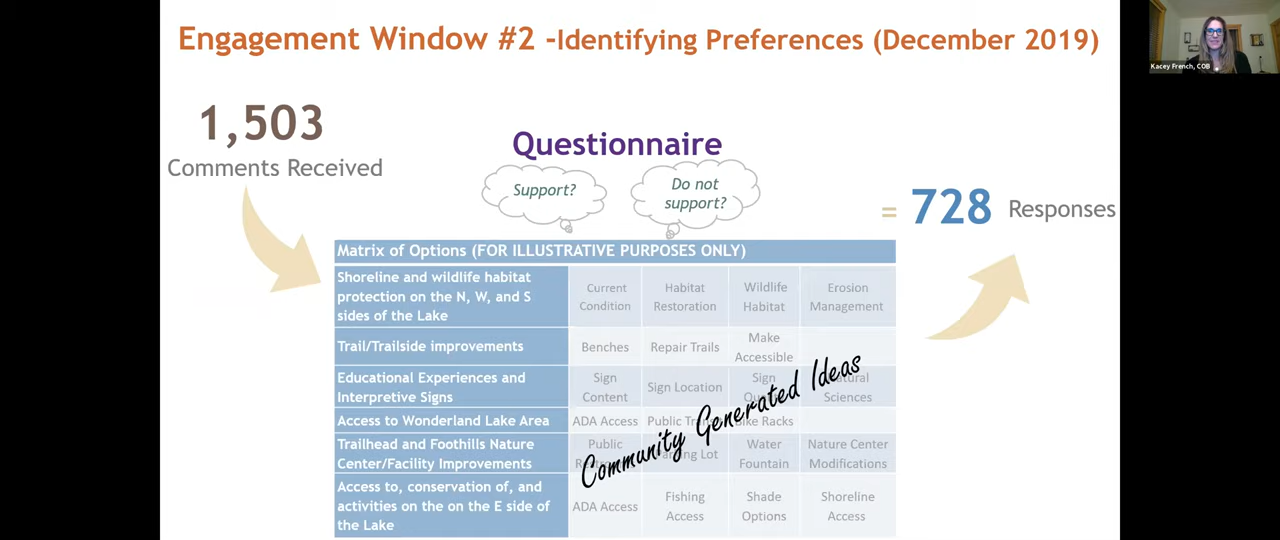 Engagement Window #2 -Identifying Preferences (December 2019)
Kacey French, COB
1,503
Comments Received
Questionnaire
Support?
Do not
support?
= 728 Responses
Matrix of Options (FOR ILLUSTRATIVE PURPOSES ONLY)
Shoreline and wildlife habitat
protection on the N, W, and S
sides of the Lake
Current
Condition
Habitat
Restoration
Wildlife
Habitat
Erosion
Management
Trail/Trailside improvements
Benches
Repair Trails
Make
Accessible
Educational Experiences and
Interpretive Signs
Sign
Content
Sign Location
Sign
Sciences
Access to Wonderland Lake Area
ADA Access
Public
Bike Racks
Trailhead and Foothills Nature
Center/Facility Improvements
Public
Lot
Water
Fountain
Nature Center
Modifications
Access to, conservation of, and
activities on the on the E side of
the Lake
ADA Access
Fishing
Access
Shade
Options
Shoreline
Access
Community Generated Ideas